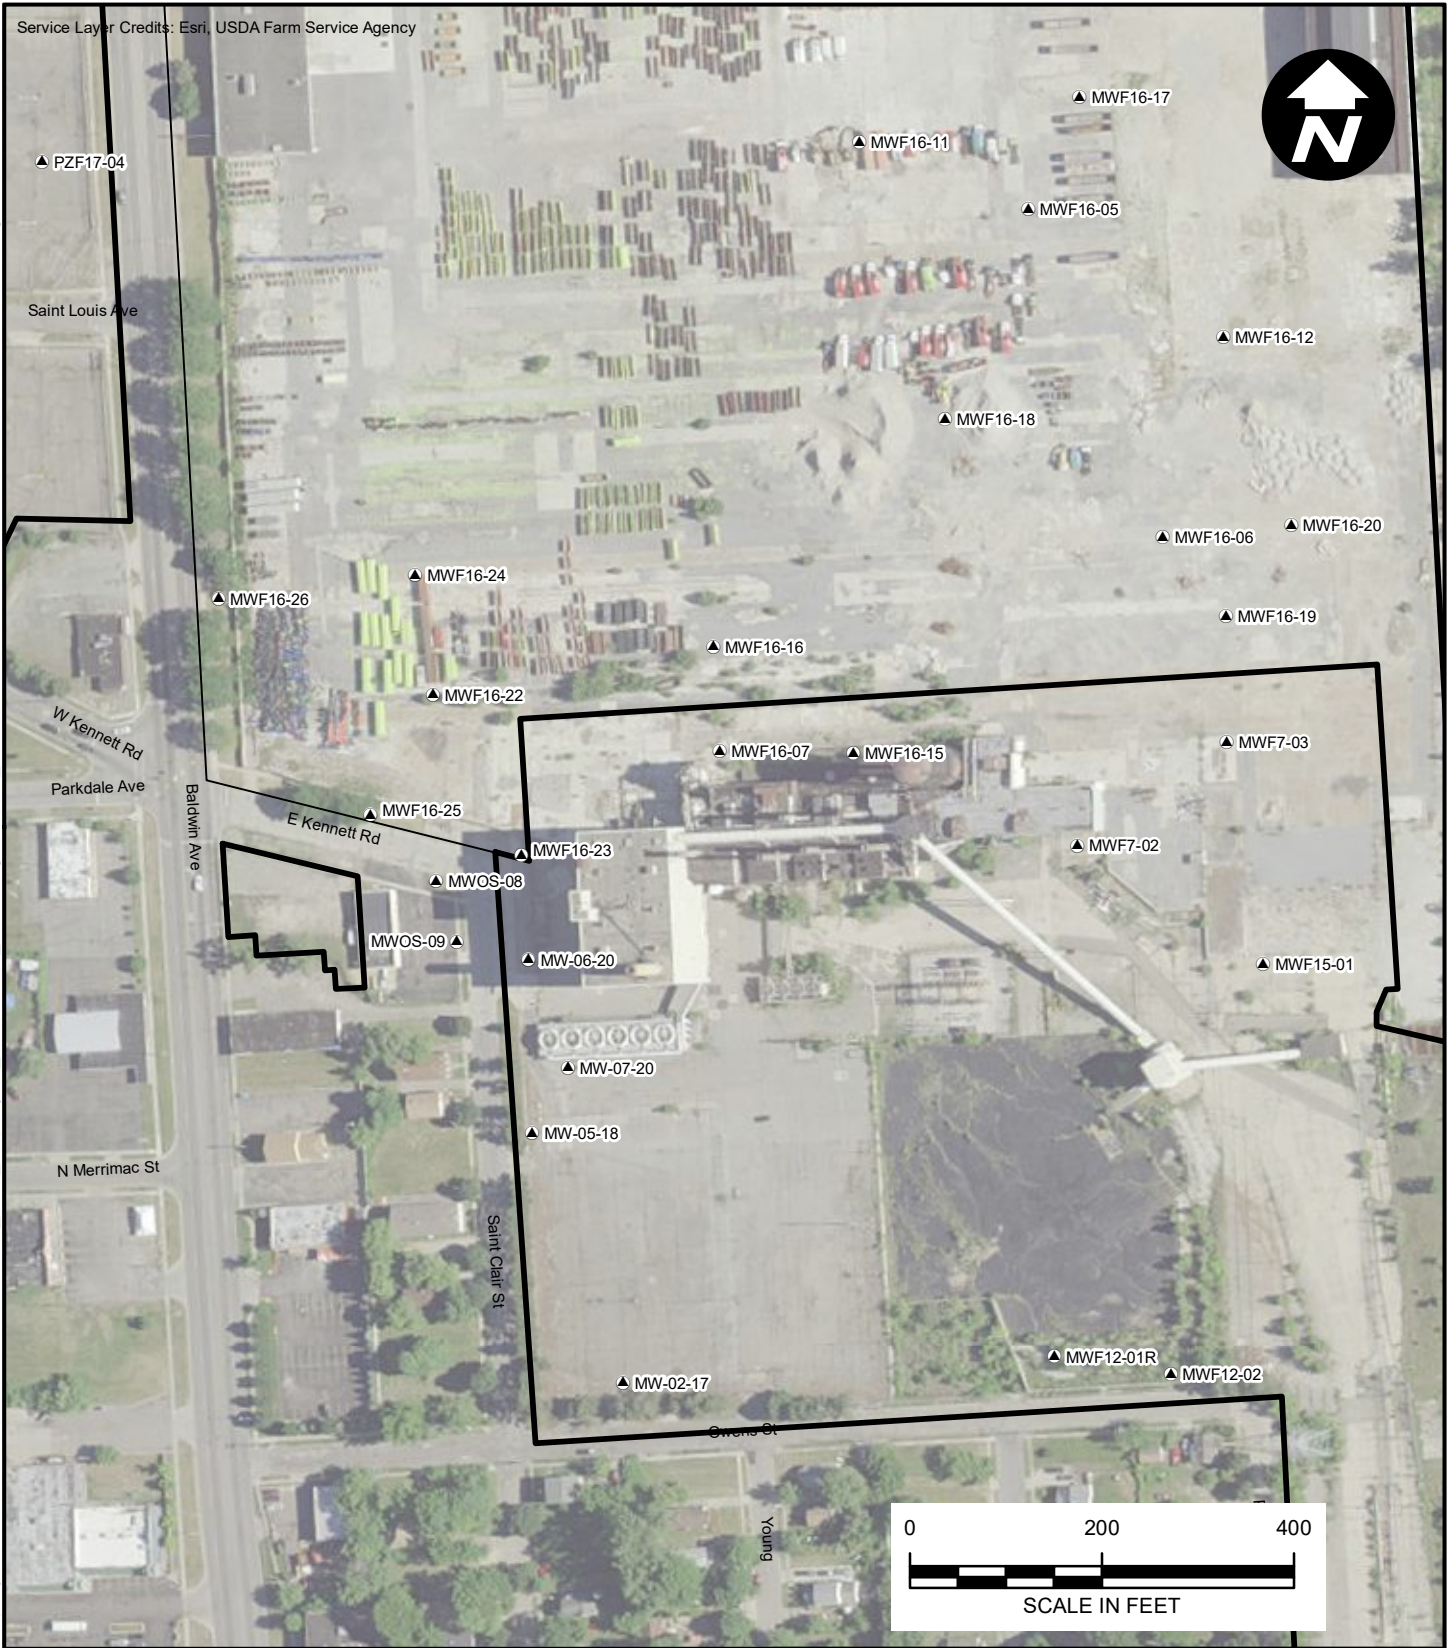 Service Layer Credits: Esri, USDA Farm Service Agency
N
MWF16-17
MWF16-11
PZF17-04
MWF16-05
Saint Louis Ave
MWF16-12
MWF16-18
MWF16-20
MWF16-06
MWF16-24
MWF16-26
MWF16-19
MWF16-16
MWF16-22
W Kennett Rd
MWF7-03
MWF16-07
MWF16-15
Parkdale Ave
Baldwin Ave
MWF16-25
E Kennett Rd
MWF7-02
MWF16-23
MWOS-08
MWOS-09
MW-06-20
MWF15-01
MW-07-20
MW-05-18
N Merrimac St
Saint Clair St
MWF12-01R
MWF12-02
MW-02-17
Owens St
Young
0 200 400
SCALE IN FEET